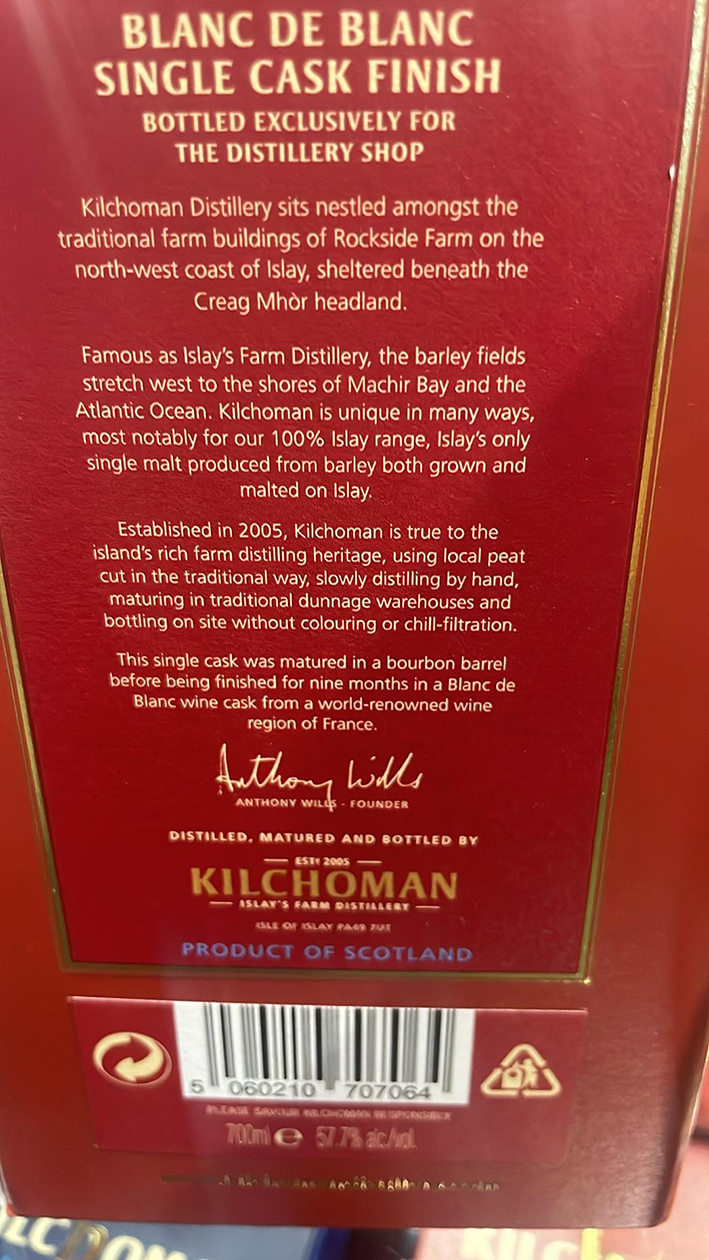 BLANC DE BLANC
SINGLE CASK FINISH
BOTTLED EXCLUSIVELY FOR
THE DISTILLERY SHOP
Kilchoman Distillery sits nestled amongst the
traditional farm buildings of Rockside Farm on the
north-west coast of Islay, sheltered beneath the
Creag Mhòr headland.
Famous as Islay's Farm Distillery, the barley fields
stretch west to the shores of Machir Bay and the
Atlantic Ocean. Kilchoman is unique in many ways,
most notably for our 100% Islay range, Islay's only
single malt produced from barley both grown and
malted on Islay.
Established in 2005, Kilchoman is true to the
island's rich farm distilling heritage, using local peat
cut in the traditional way, slowly distilling by hand,
maturing in traditional dunnage warehouses and
bottling on site without colouring or chill-filtration.
This single cask was matured in a bourbon barrel
before being finished for nine months in a Blanc de
Blanc wine cask from a world-renowned wine
region of France.
Anthony Wills
ANTHONY WILLS - FOUNDER
DISTILLED, MATURED AND BOTTLED BY
ESTD 2005
KILCHOMAN
ISLAY'S FARM DISTILLERY
ISLE OF ISLAY PA49 7UT
PRODUCT OF SCOTLAND
5 060210 707064
PLEASE SAVOUR KILCHOMAN RESPONSIBLY
700ml e 57.7% alc/vol.